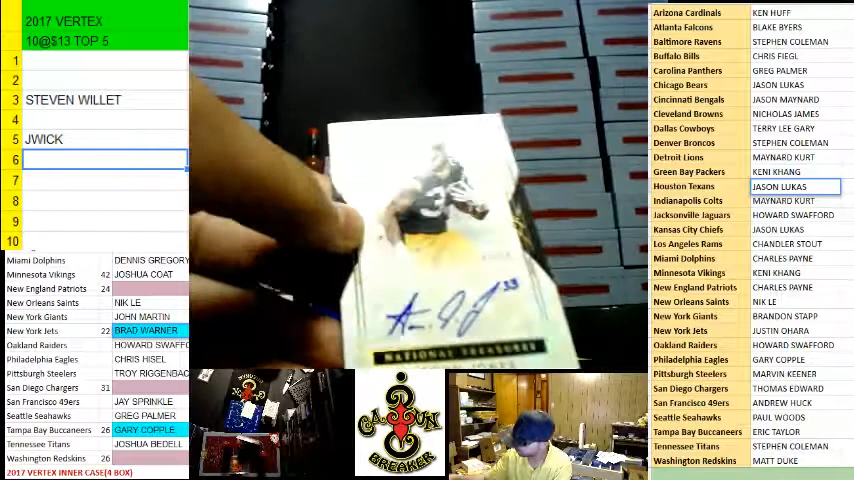 2017 VERTEX
10@$13 TOP 5
1
2
3 STEVEN WILLET
4
5 JWICK
6
7
8
9
10
Miami Dolphins DENNIS GREGORY
Minnesota Vikings 42 JOSHUA COAT
New England Patriots 24
New Orleans Saints NIK LE
New York Giants JOHN MARTIN
New York Jets 22 BRAD WARNER
Oakland Raiders HOWARD SWAFFO
Philadelphia Eagles CHRIS HISEL
Pittsburgh Steelers TROY RIGGENBAC
San Diego Chargers 31
San Francisco 49ers JAY SPRINKLE
Seattle Seahawks GREG PALMER
Tampa Bay Buccaneers 26 GARY COPPLE
Tennessee Titans JOSHUA BEDELL
Washington Redskins 26
2017 VERTEX INNER CASE(4 BOX)
33
NATIONAL TREASURES
CAJUN
BREAKER
Arizona Cardinals KEN HUFF
Atlanta Falcons BLAKE BYERS
Baltimore Ravens STEPHEN COLEMAN
Buffalo Bills CHRIS FIEGL
Carolina Panthers GREG PALMER
Chicago Bears JASON LUKAS
Cincinnati Bengals JASON MAYNARD
Cleveland Browns NICHOLAS JAMES
Dallas Cowboys TERRY LEE GARY
Denver Broncos STEPHEN COLEMAN
Detroit Lions MAYNARD KURT
Green Bay Packers KENI KHANG
Houston Texans JASON LUKAS
Indianapolis Colts MAYNARD KURT
Jacksonville Jaguars HOWARD SWAFFORD
Kansas City Chiefs JASON LUKAS
Los Angeles Rams CHANDLER STOUT
Miami Dolphins CHARLES PAYNE
Minnesota Vikings KENI KHANG
New England Patriots CHARLES PAYNE
New Orleans Saints NIK LE
New York Giants BRANDON STAPP
New York Jets JUSTIN OHARA
Oakland Raiders HOWARD SWAFFORD
Philadelphia Eagles GARY COPPLE
Pittsburgh Steelers MARVIN KEENER
San Diego Chargers THOMAS EDWARD
San Francisco 49ers ANDREW HUCK
Seattle Seahawks PAUL WOODS
Tampa Bay Buccaneers ERIC TAYLOR
Tennessee Titans STEPHEN COLEMAN
Washington Redskins MATT DUKE